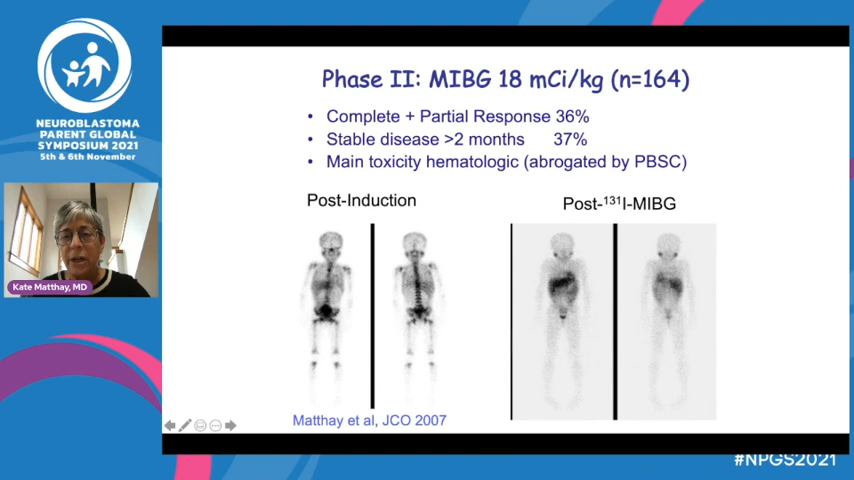 NEUROBLASTOMA
PARENT GLOBAL
SYMPOSIUM 2021
5th & 6th November
Kate Matthay, MD
Phase II: MIBG 18 mCi/kg (n=164)
• Complete + Partial Response 36%
• Stable disease >2 months 37%
• Main toxicity hematologic (abrogated by PBSC)
Post-Induction
Post-¹³¹I-MIBG
Matthay et al, JCO 2007
#NPGS2021